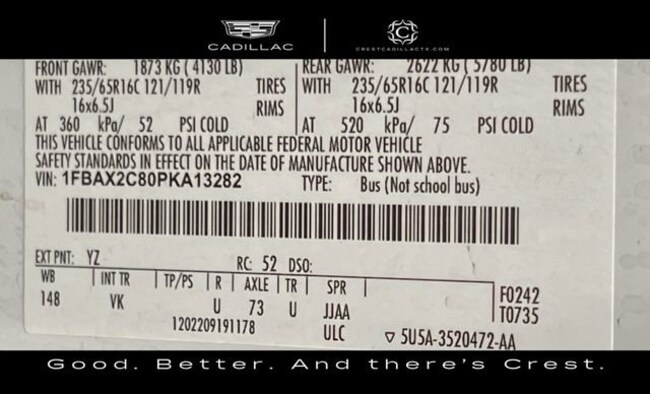 CADILLAC
CRESTCADILLACTX.COM
FRONT GAWR: 1873 KG ( 4130 LB) REAR GAWR: 2622 KG ( 5780 LB)
WITH 235/65R16C 121/119R TIRES WITH 235/65R16C 121/119R TIRES
16x6.5J RIMS 16x6.5J RIMS
AT 360 kPa/ 52 PSI COLD AT 520 kPa/ 75 PSI COLD
THIS VEHICLE CONFORMS TO ALL APPLICABLE FEDERAL MOTOR VEHICLE
SAFETY STANDARDS IN EFFECT ON THE DATE OF MANUFACTURE SHOWN ABOVE.
VIN: 1FBAX2C80PKA13282 TYPE: Bus (Not school bus)
EXT PNT: YZ RC: 52 DSO:
WB INT TR TP/PS R AXLE TR SPR F0242
148 VK U 73 U JJAA T0735
1202209191178 ULC 5U5A-3520472-AA
Good. Better. And there's Crest.